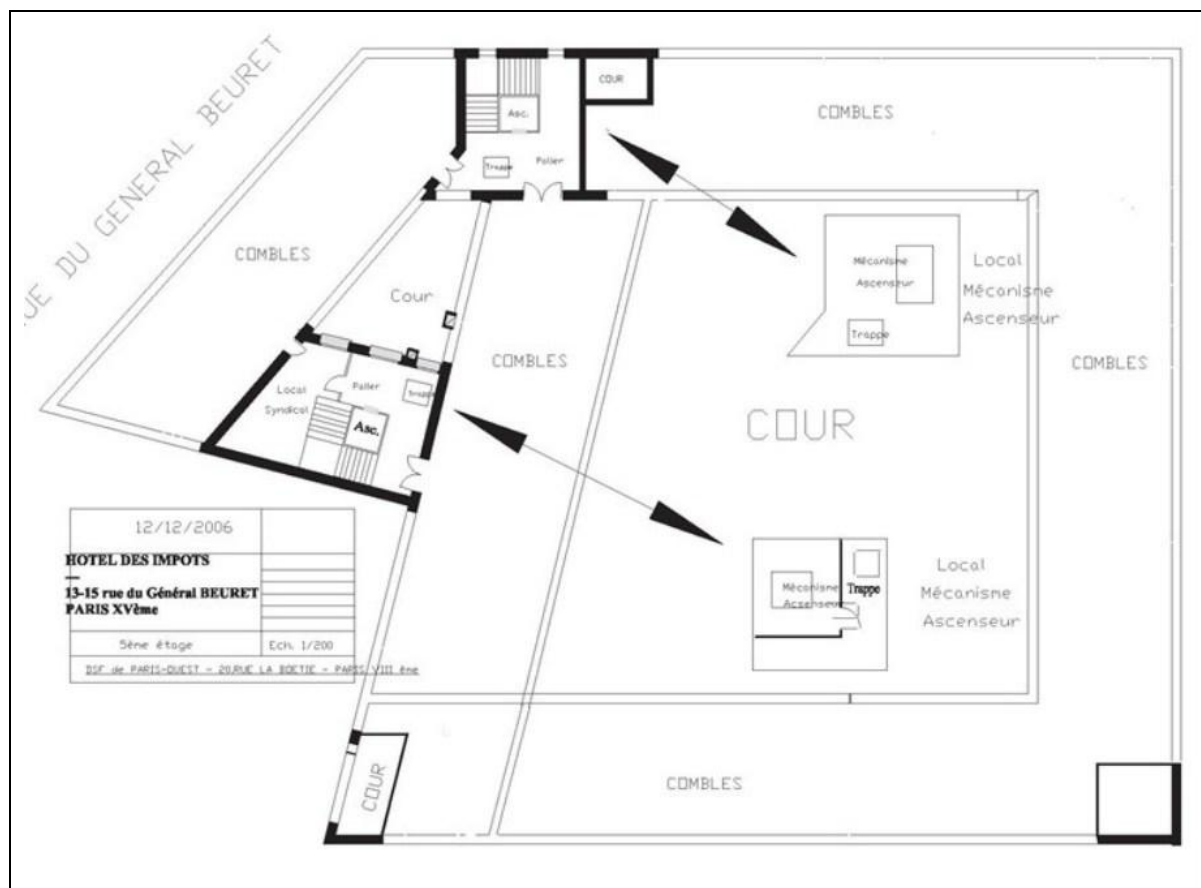 RUE DU GENERAL BEURET
COUR
Asc.
Trappe
Palier
COMBLES
COMBLES
COMBLES
Cour
Mécanisme
Ascenseur
Trappe
Local
Mécanisme
Ascenseur
COMBLES
COMBLES
Local
Syndical
Palier
Trappe
Asc.
COUR
12/12/2006
HOTEL DES IMPOTS
13-15 rue du Général BEURET
PARIS XVème
5ème étage
Ech. 1/200
DSF de PARIS-OUEST - 20,RUE LA BOETIE - PARIS VIII ème
Mécanisme
Acsenseur
Trappe
Local
Mécanisme
Ascenseur
COUR
COMBLES